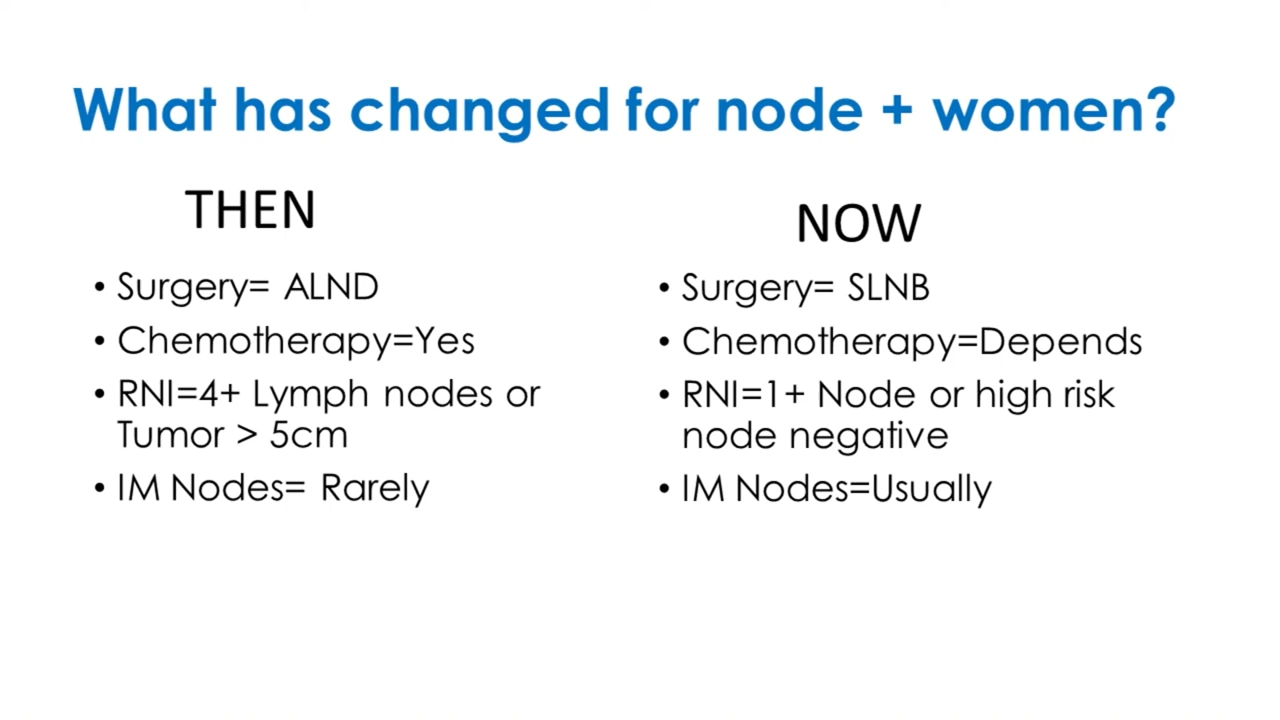 What has changed for node + women?
THEN
• Surgery= ALND
• Chemotherapy=Yes
• RNI=4+ Lymph nodes or
Tumor > 5cm
• IM Nodes= Rarely
NOW
• Surgery= SLNB
• Chemotherapy=Depends
• RNI=1+ Node or high risk
node negative
• IM Nodes=Usually